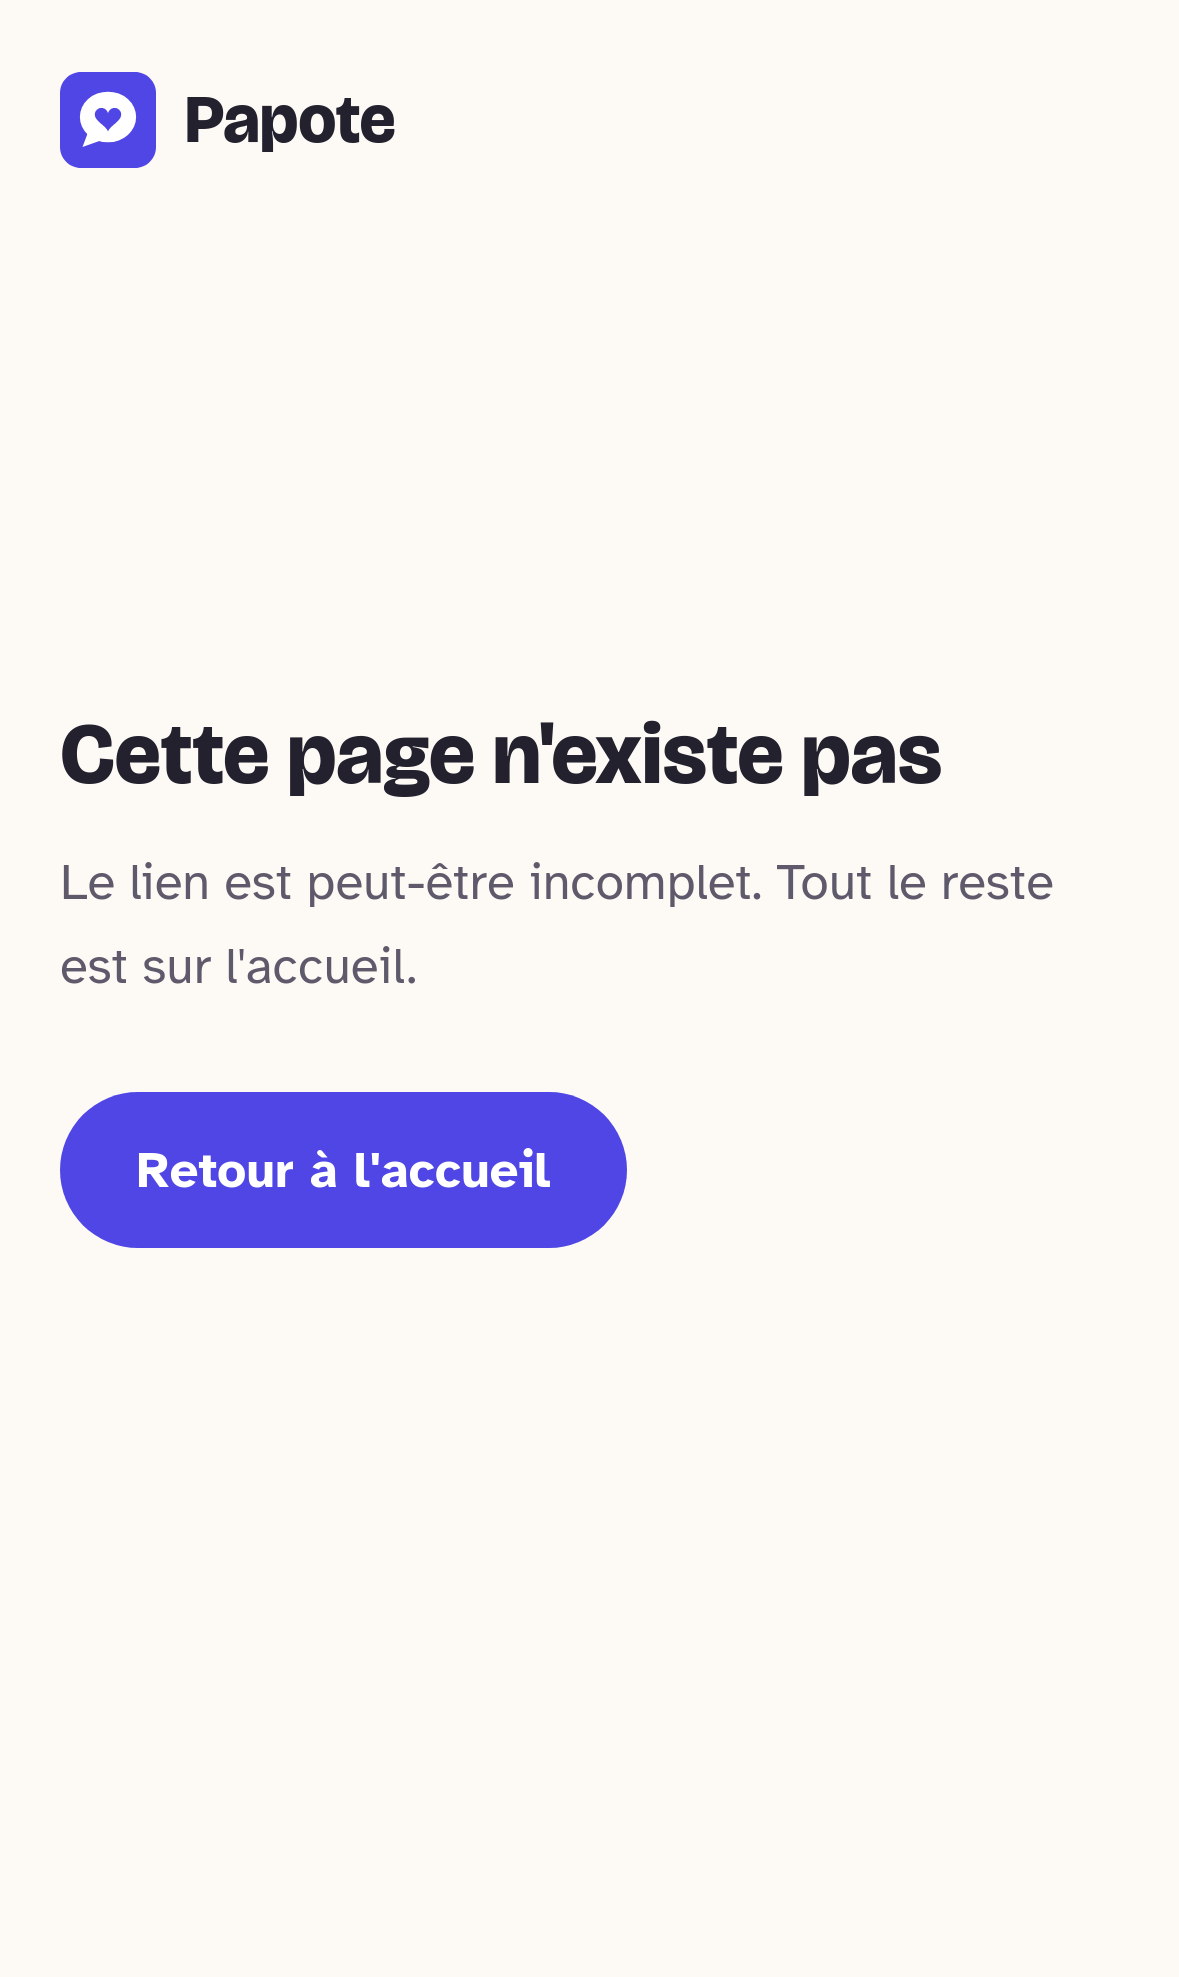 Papote
Cette page n'existe pas
Le lien est peut-être incomplet. Tout le reste
est sur l'accueil.
Retour à l'accueil